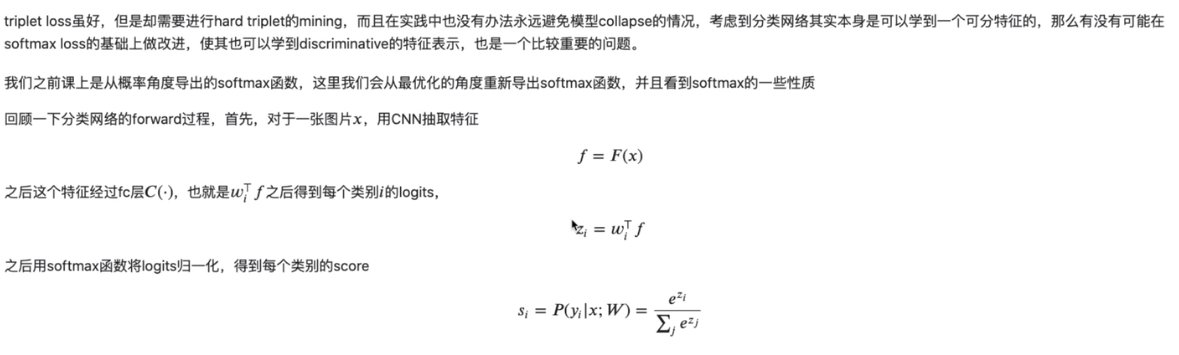 triplet loss虽好，但是却需要进行hard triplet的mining，而且在实践中也没有办法永远避免模型collapse的情况，考虑到分类网络其实本身是可以学到一个可分特征的，那么有没有可能在
softmax loss的基础上做改进，使其也可以学到discriminative的特征表示，也是一个比较重要的问题。
我们之前课上是从概率角度导出的softmax函数，这里我们会从最优化的角度重新导出softmax函数，并且看到softmax的一些性质
回顾一下分类网络的forward过程，首先，对于一张图片x，用CNN抽取特征
f = F(x)
之后这个特征经过fc层C(·)，也就是w_i^⊤ f之后得到每个类别i的logits，
z_i = w_i^⊤ f
之后用softmax函数将logits归一化，得到每个类别的score
s_i = P(y_i|x; W) = e^{z_i} / ∑_j e^{z_j}